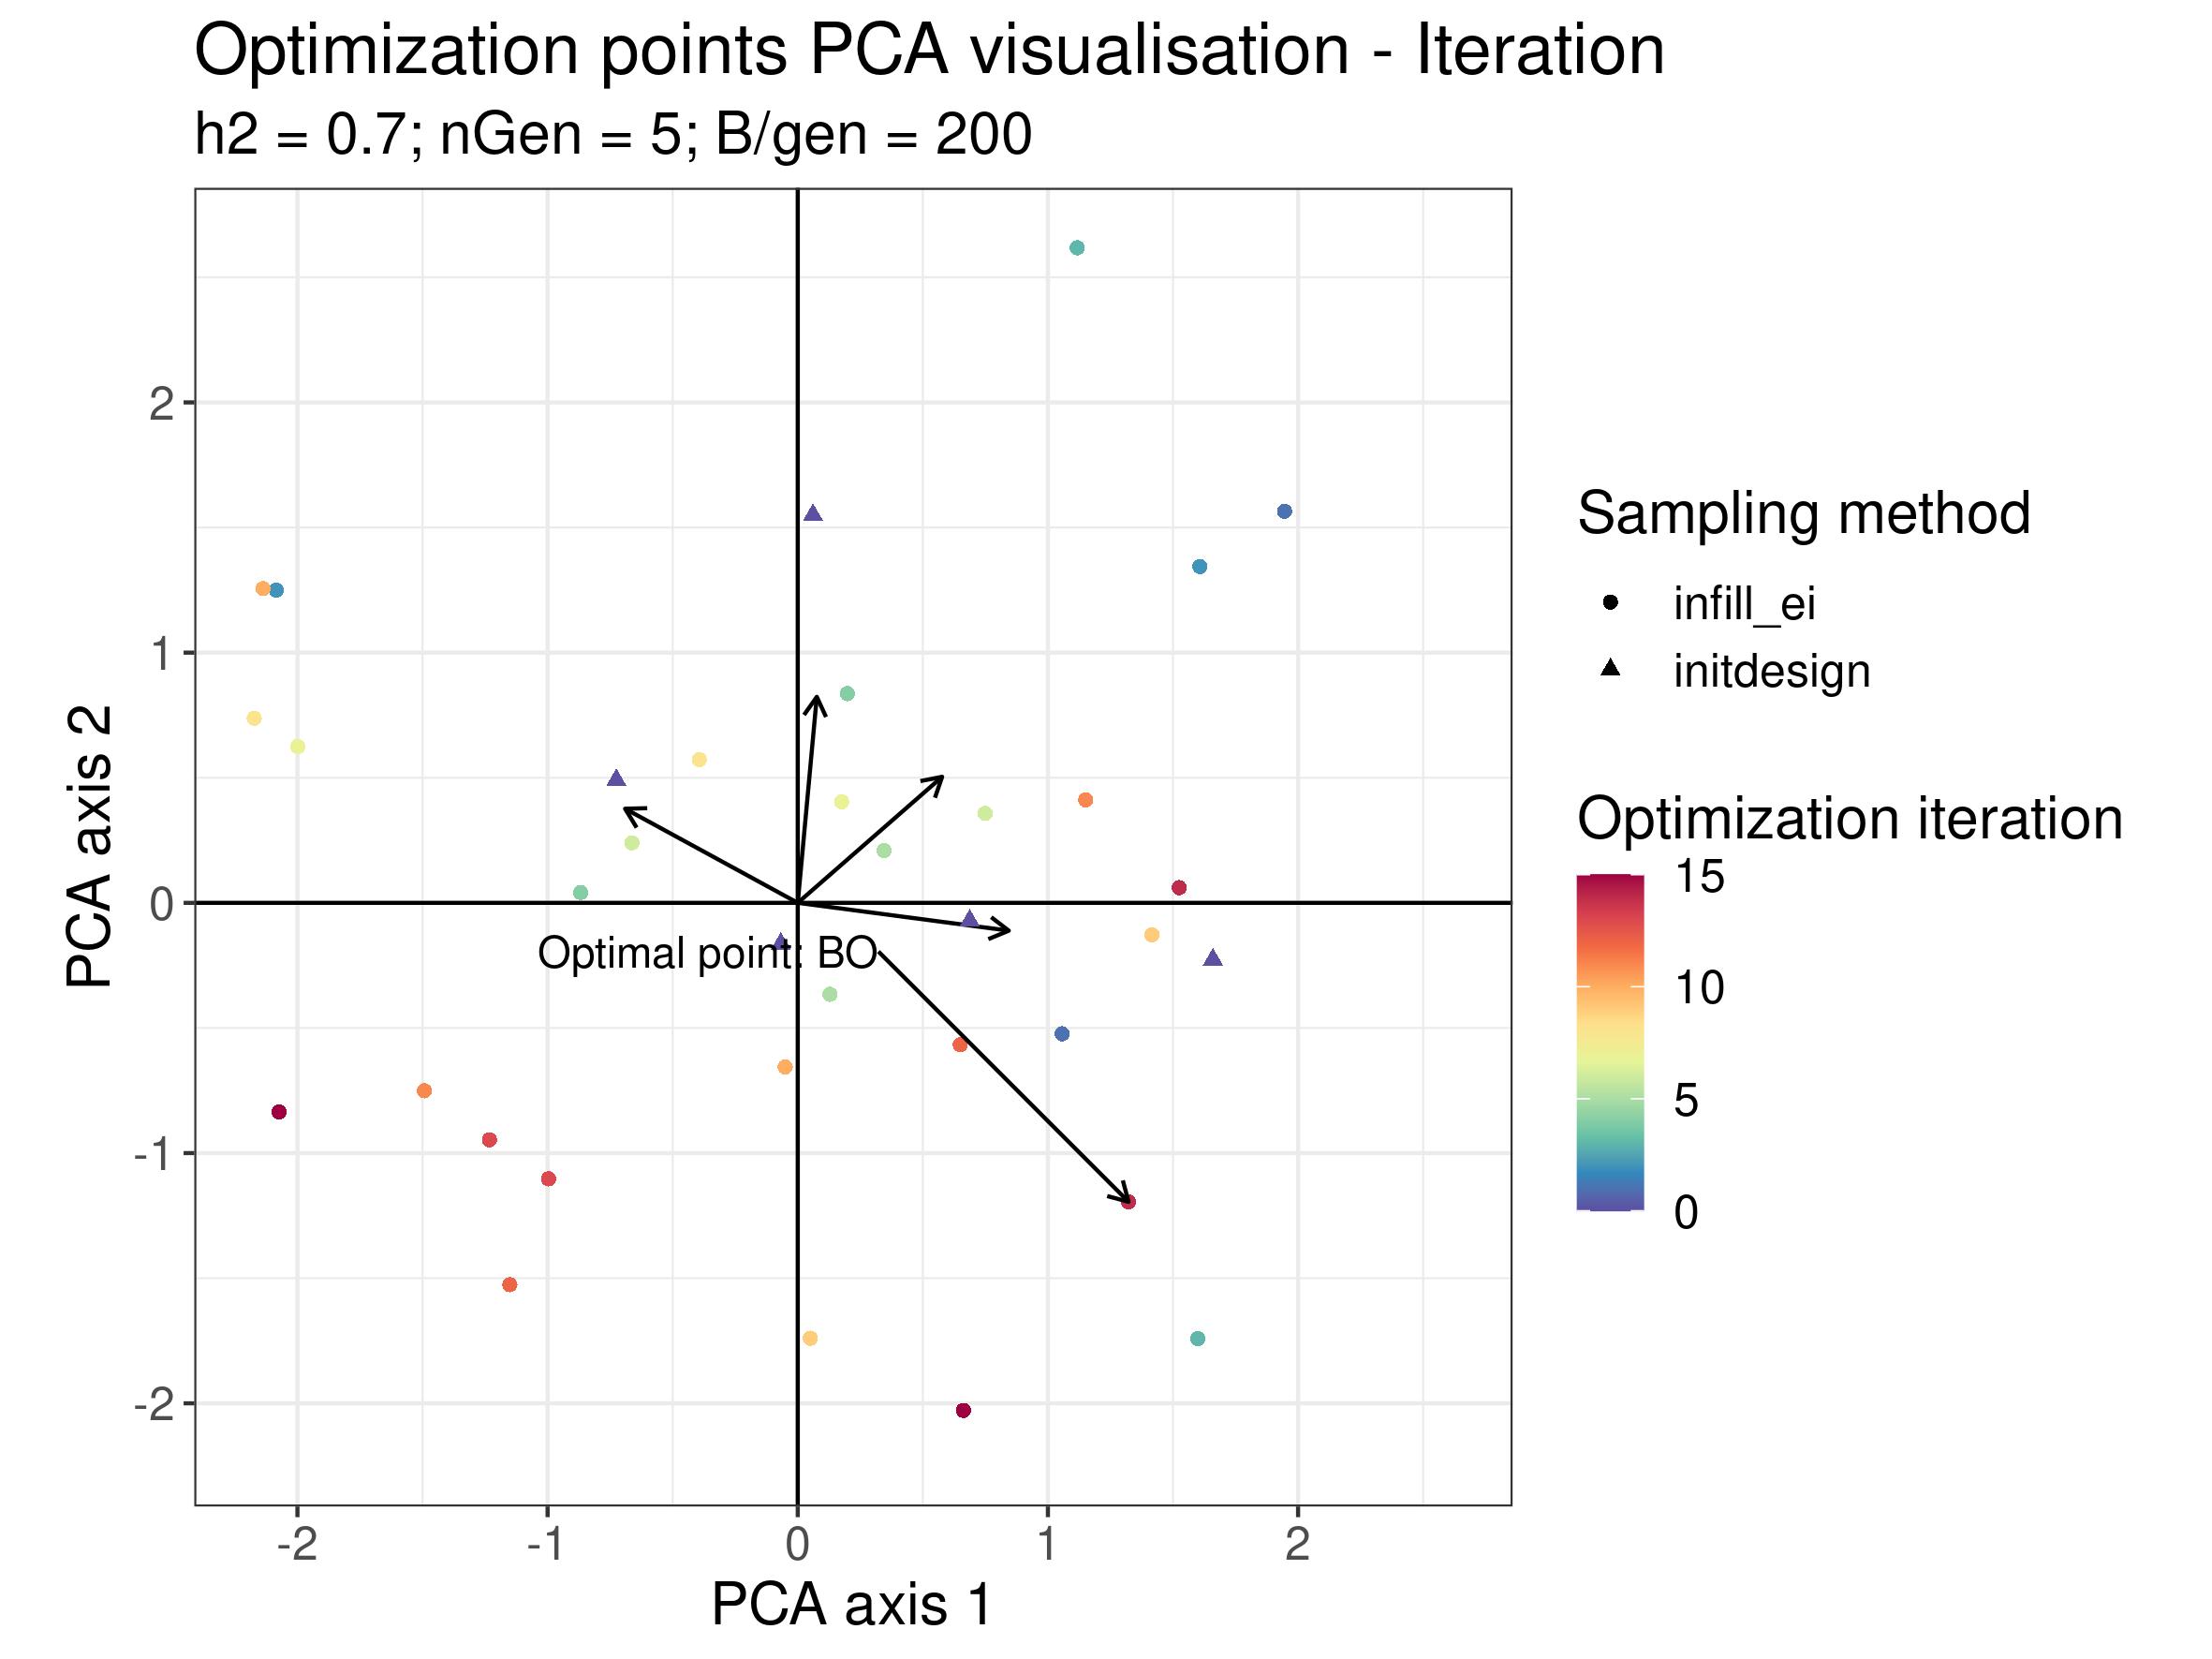 Optimization points PCA visualisation - Iteration
h2 = 0.7; nGen = 5; B/gen = 200
PCA axis 2
2
1
0
-1
-2
Optimal point: BO
-2
-1
0
1
2
PCA axis 1
Sampling method
infill_ei
initdesign
Optimization iteration
15
10
5
0